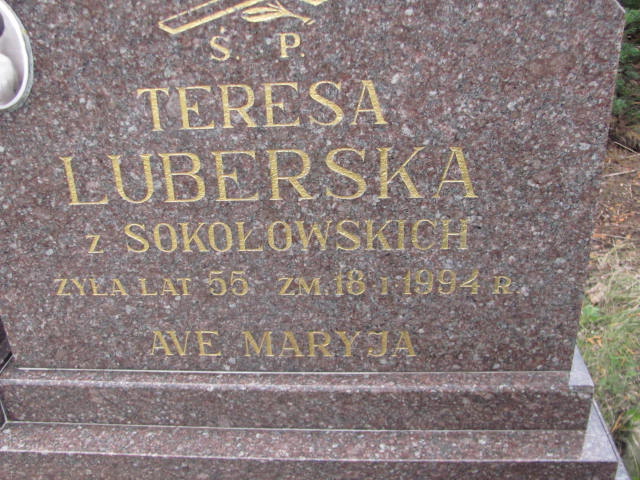 Ś. P.
TERESA
LUBERSKA
Z SOKOŁOWSKICH
ŻYŁA LAT 55 ZM. 18 I 1994 R.
AVE MARYJA